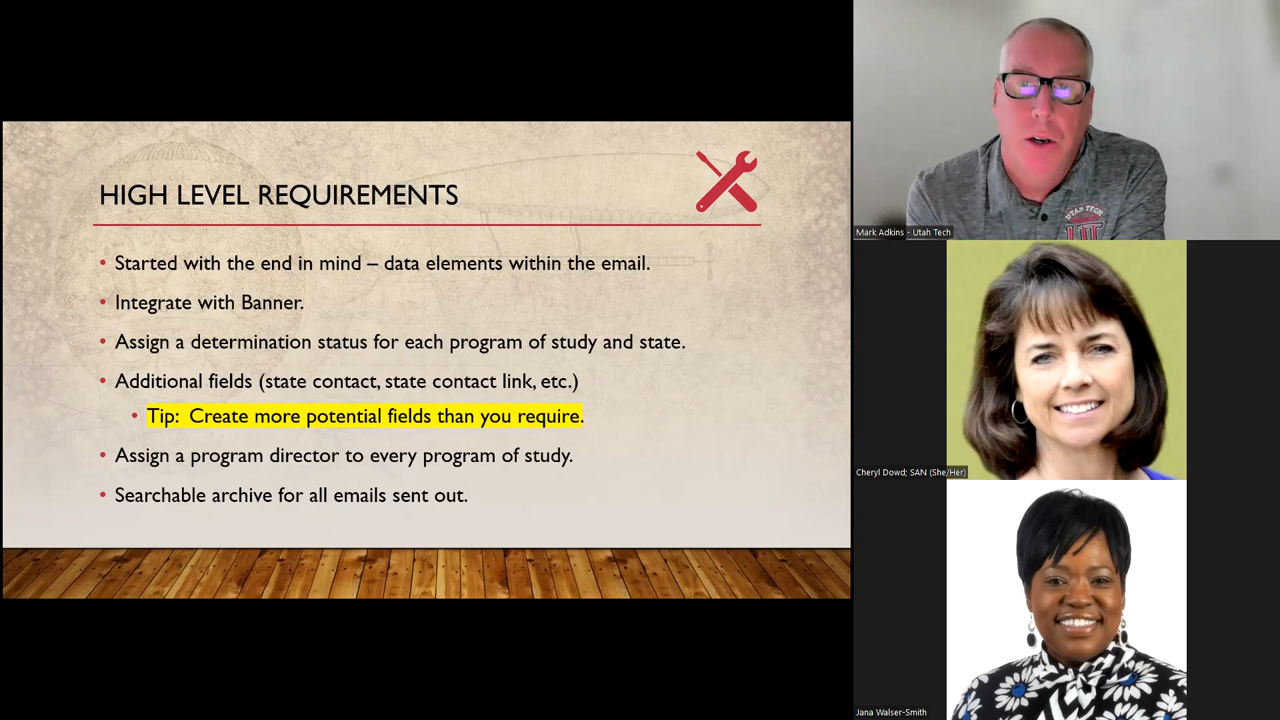 HIGH LEVEL REQUIREMENTS
• Started with the end in mind – data elements within the email.
• Integrate with Banner.
• Assign a determination status for each program of study and state.
• Additional fields (state contact, state contact link, etc.)
• Tip:  Create more potential fields than you require.
• Assign a program director to every program of study.
• Searchable archive for all emails sent out.
UTAH TECH
Mark Adkins - Utah Tech
Cheryl Dowd; SAN (She/Her)
Jana Walser-Smith